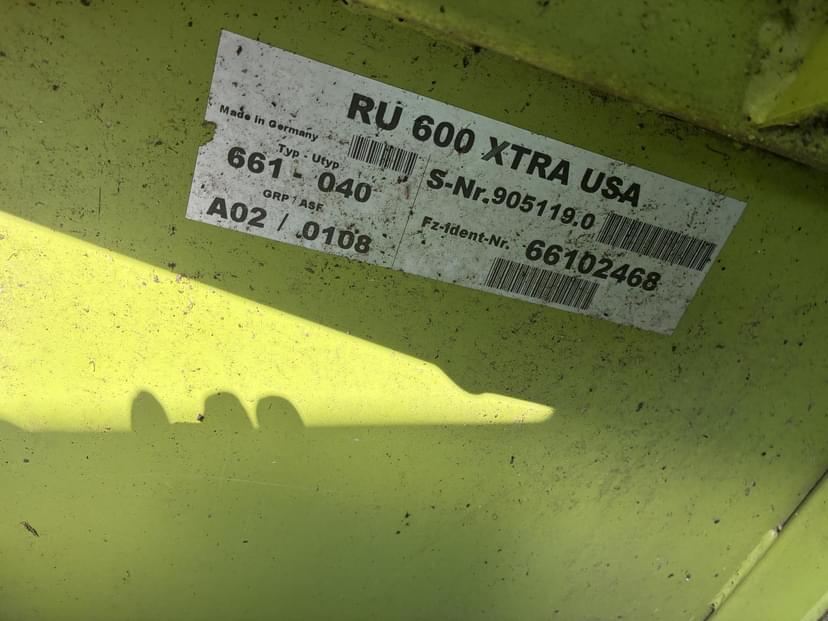 RU 600 XTRA USA
Made in Germany
Typ - Utyp
661 - 040
GRP / ASF
A02 / .0108
S-Nr.905119.0
Fz-Ident-Nr. 66102468